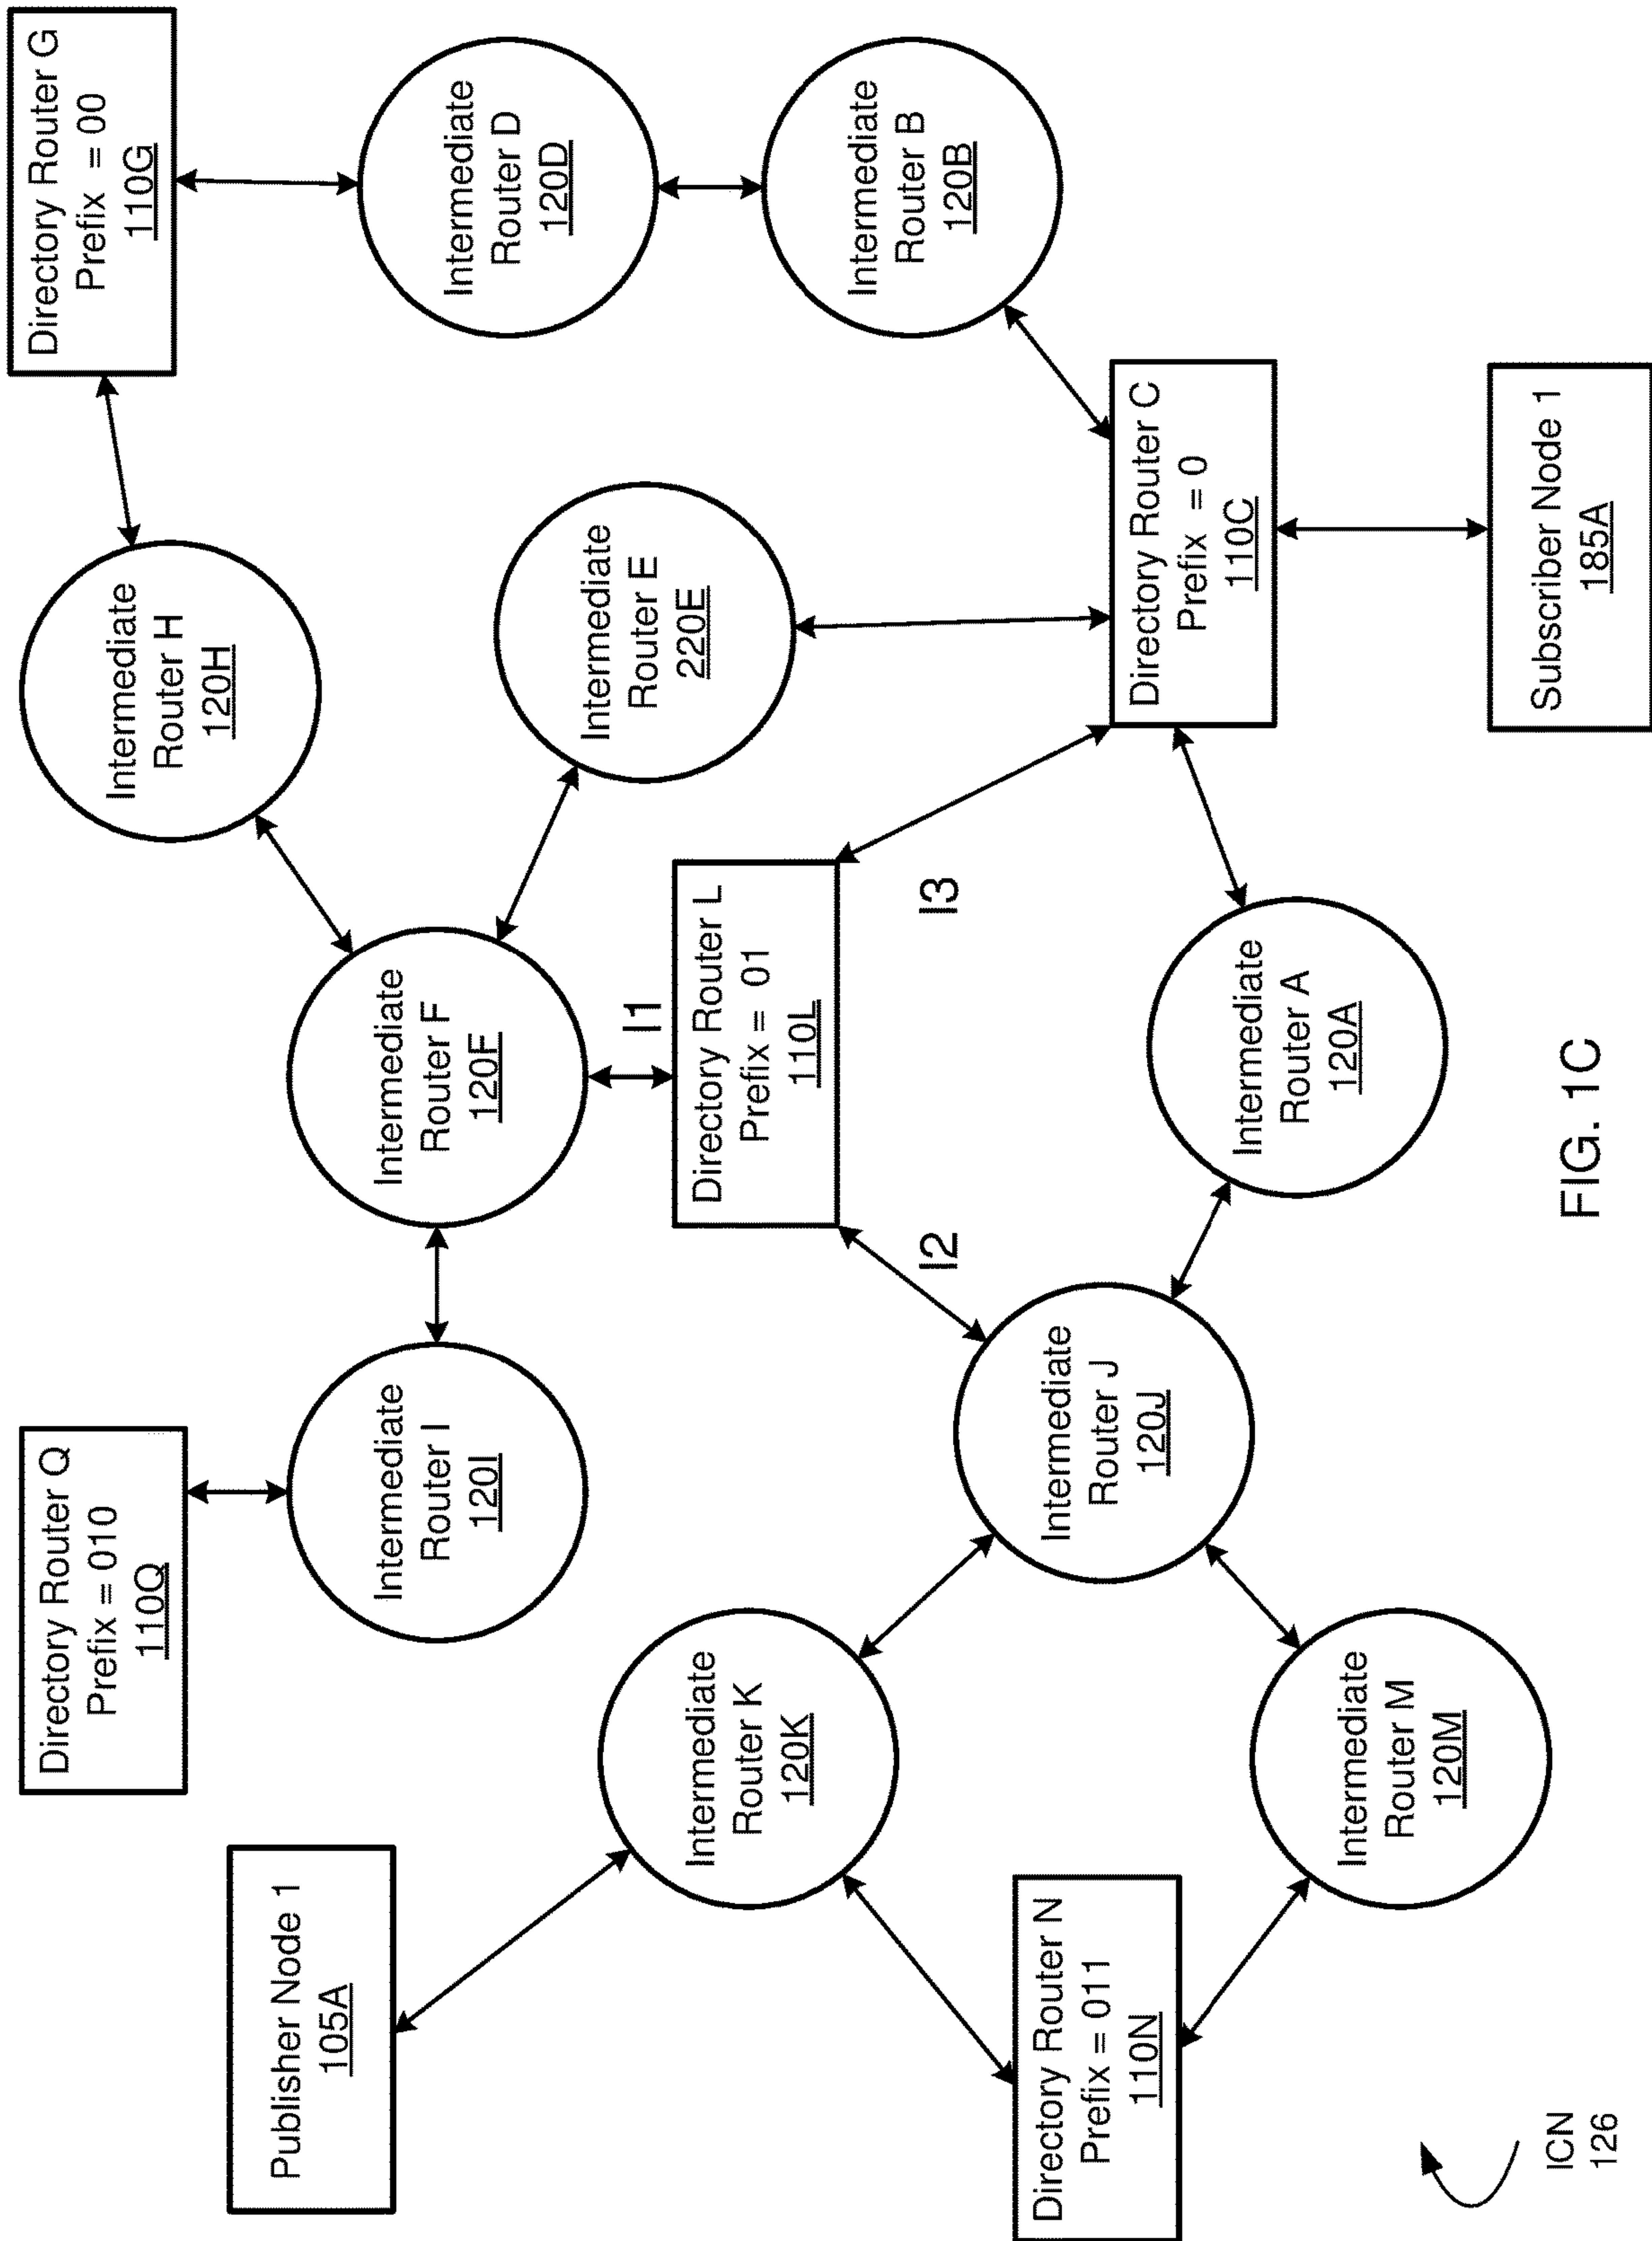 Publisher Node 1
105A
Directory Router Q
Prefix = 010
110Q
Directory Router G
Prefix = 00
110G
Intermediate
Router H
120H
Intermediate
Router I
120I
Intermediate
Router F
120F
Intermediate
Router D
120D
Intermediate
Router E
220E
I1
Intermediate
Router K
120K
Directory Router L
Prefix = 01
110L
Intermediate
Router B
120B
I2
I3
Directory Router N
Prefix = 011
110N
Intermediate
Router J
120J
Directory Router C
Prefix = 0
110C
Intermediate
Router M
120M
Intermediate
Router A
120A
Subscriber Node 1
185A
ICN
126
FIG. 1C